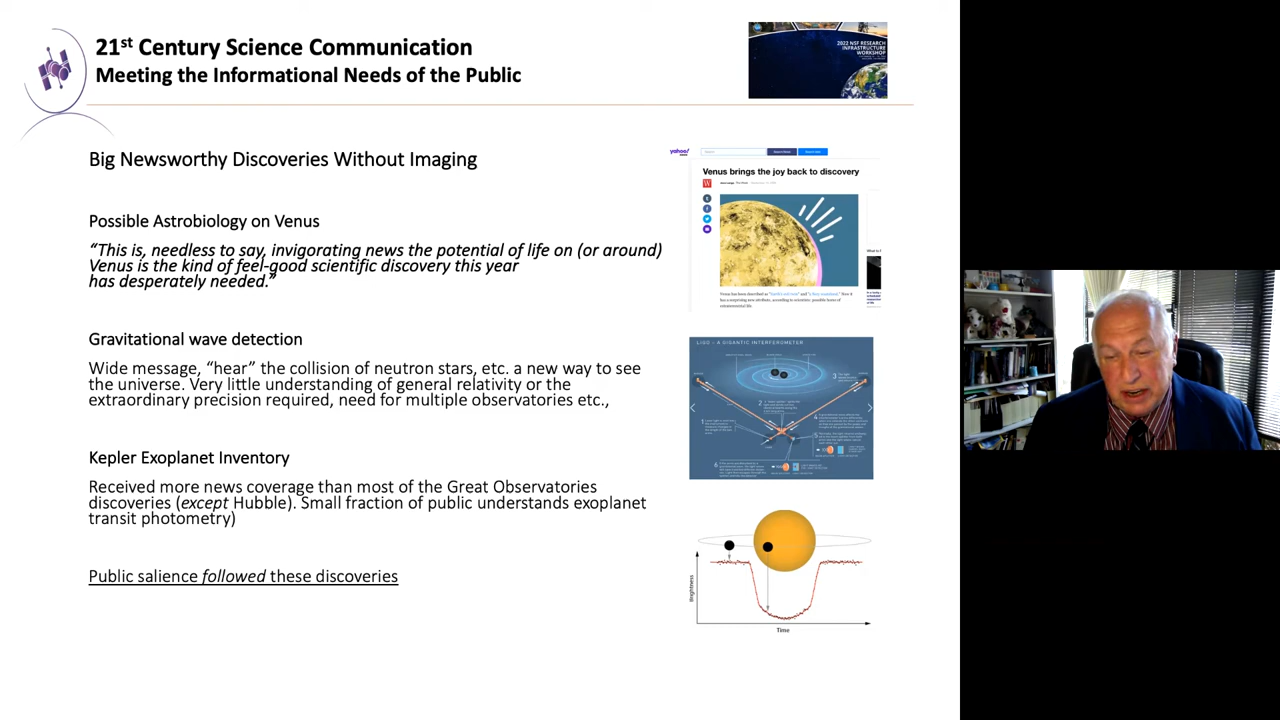 21st Century Science Communication
Meeting the Informational Needs of the Public
2022 NSF RESEARCH
INFRASTRUCTURE
WORKSHOP
Big Newsworthy Discoveries Without Imaging
yahoo!
Venus brings the joy back to discovery
Possible Astrobiology on Venus
“This is, needless to say, invigorating news the potential of life on (or around)
Venus is the kind of feel-good scientific discovery this year
has desperately needed.”
Gravitational wave detection
LIGO – A GIGANTIC INTERFEROMETER
Wide message, “hear” the collision of neutron stars, etc. a new way to see
the universe. Very little understanding of general relativity or the
extraordinary precision required, need for multiple observatories etc.,
Kepler Exoplanet Inventory
Received more news coverage than most of the Great Observatories
discoveries (except Hubble). Small fraction of public understands exoplanet
transit photometry)
Brightness
Time
Public salience followed these discoveries